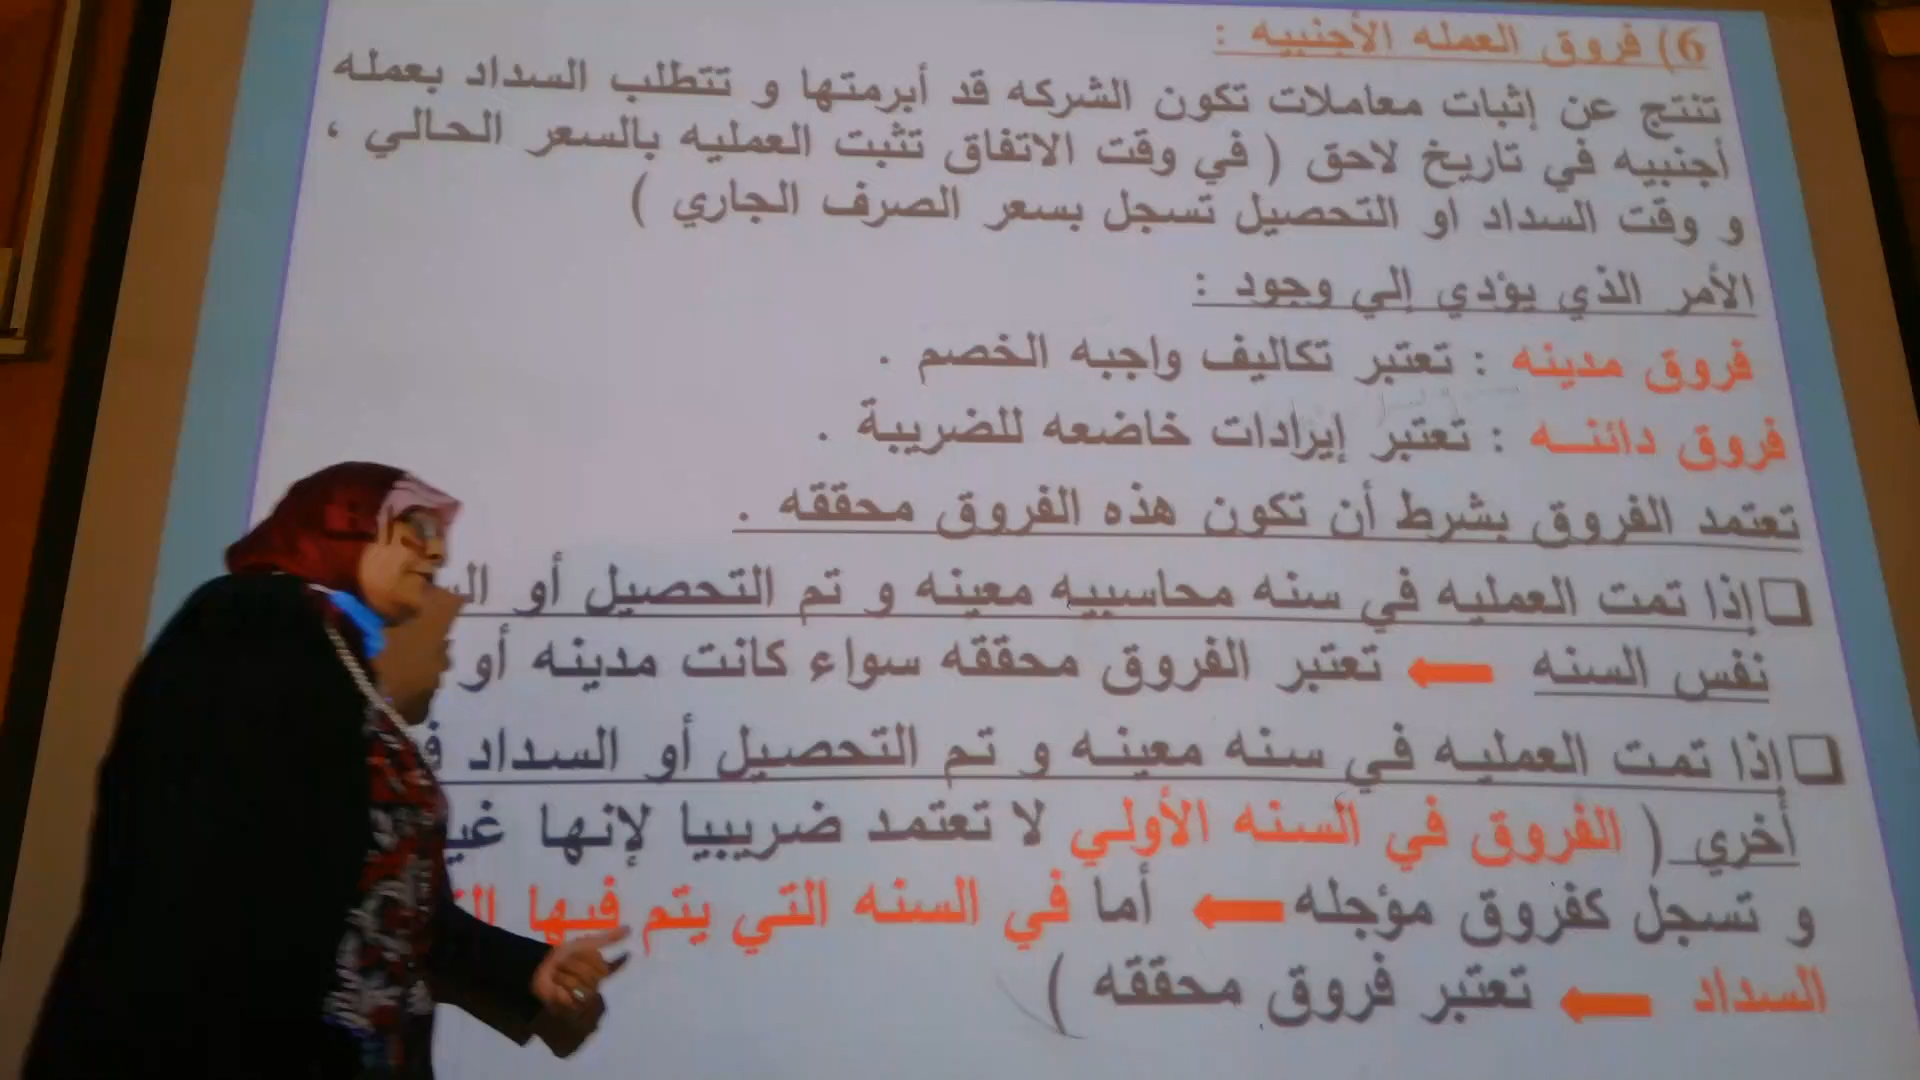 6) فروق العمله الأجنبيه :
تنتج عن إثبات معاملات تكون الشركه قد أبرمتها و تتطلب السداد بعمله
أجنبيه في تاريخ لاحق ( في وقت الاتفاق تثبت العمليه بالسعر الحالي ،
و وقت السداد او التحصيل تسجل بسعر الصرف الجاري )
الأمر الذي يؤدي إلي وجود :
فروق مدينه : تعتبر تكاليف واجبه الخصم .
فروق دائنـــه : تعتبر إيرادات خاضعه للضريبة .
تعتمد الفروق بشرط أن تكون هذه الفروق محققه .
إذا تمت العمليه في سنه محاسبيه معينه و تم التحصيل أو
نفس السنه تعتبر الفروق محققه سواء كانت مدينه أو
إذا تمت العمليه في سنه معينه و تم التحصيل أو السداد
أخري ( الفروق في السنه الأولي لا تعتمد ضريبيا لإنها
و تسجل كفروق مؤجله أما في السنه التي يتم فيها
السداد تعتبر فروق محققه )